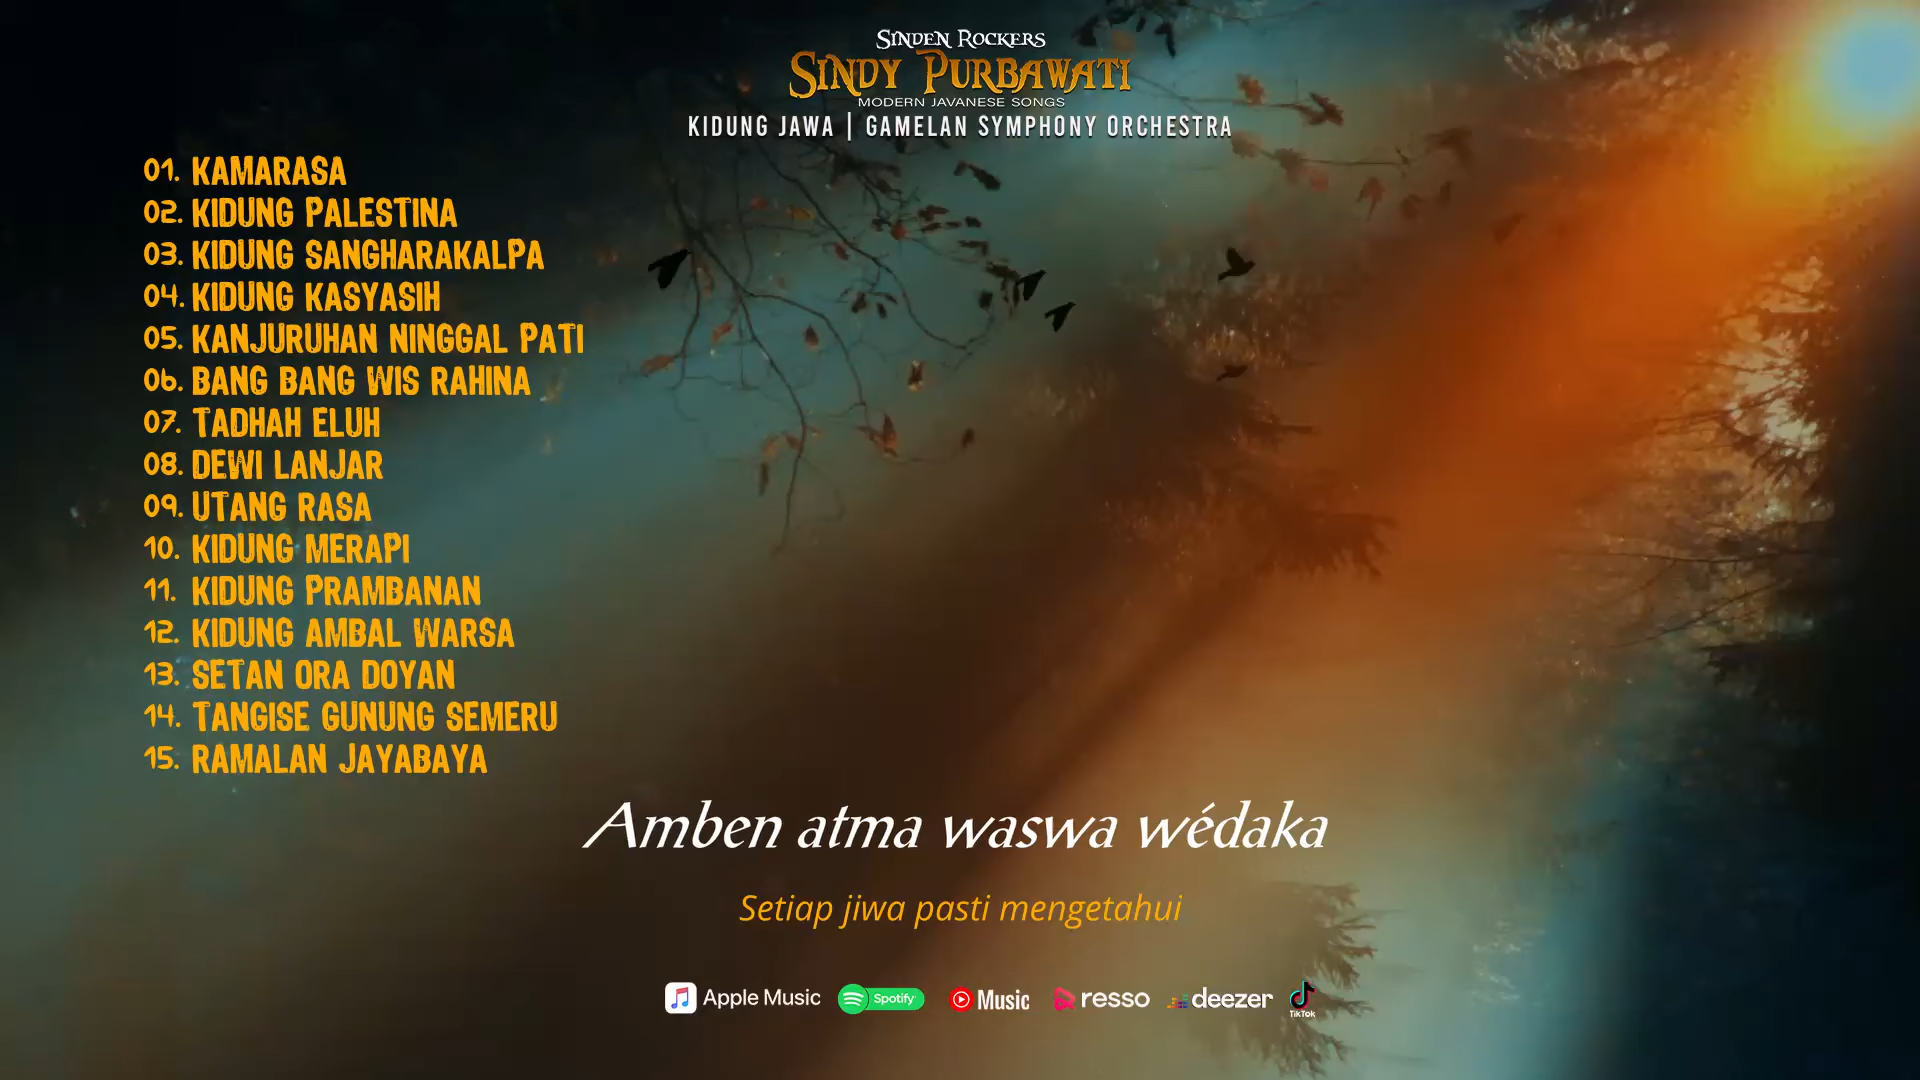 SINDEN ROCKERS
SINDY PURBAWATI
MODERN JAVANESE SONGS
KIDUNG JAWA | GAMELAN SYMPHONY ORCHESTRA
01. KAMARASA
02. KIDUNG PALESTINA
03. KIDUNG SANGHARAKALPA
04. KIDUNG KASYASIH
05. KANJURUHAN NINGGAL PATI
06. BANG BANG WIS RAHINA
07. TADHAH ELUH
08. DEWI LANJAR
09. UTANG RASA
10. KIDUNG MERAPI
11. KIDUNG PRAMBANAN
12. KIDUNG AMBAL WARSA
13. SETAN ORA DOYAN
14. TANGISE GUNUNG SEMERU
15. RAMALAN JAYABAYA
Amben atma waswa wédaka
Setiap jiwa pasti mengetahui
Apple Music Spotify Music resso deezer TikTok